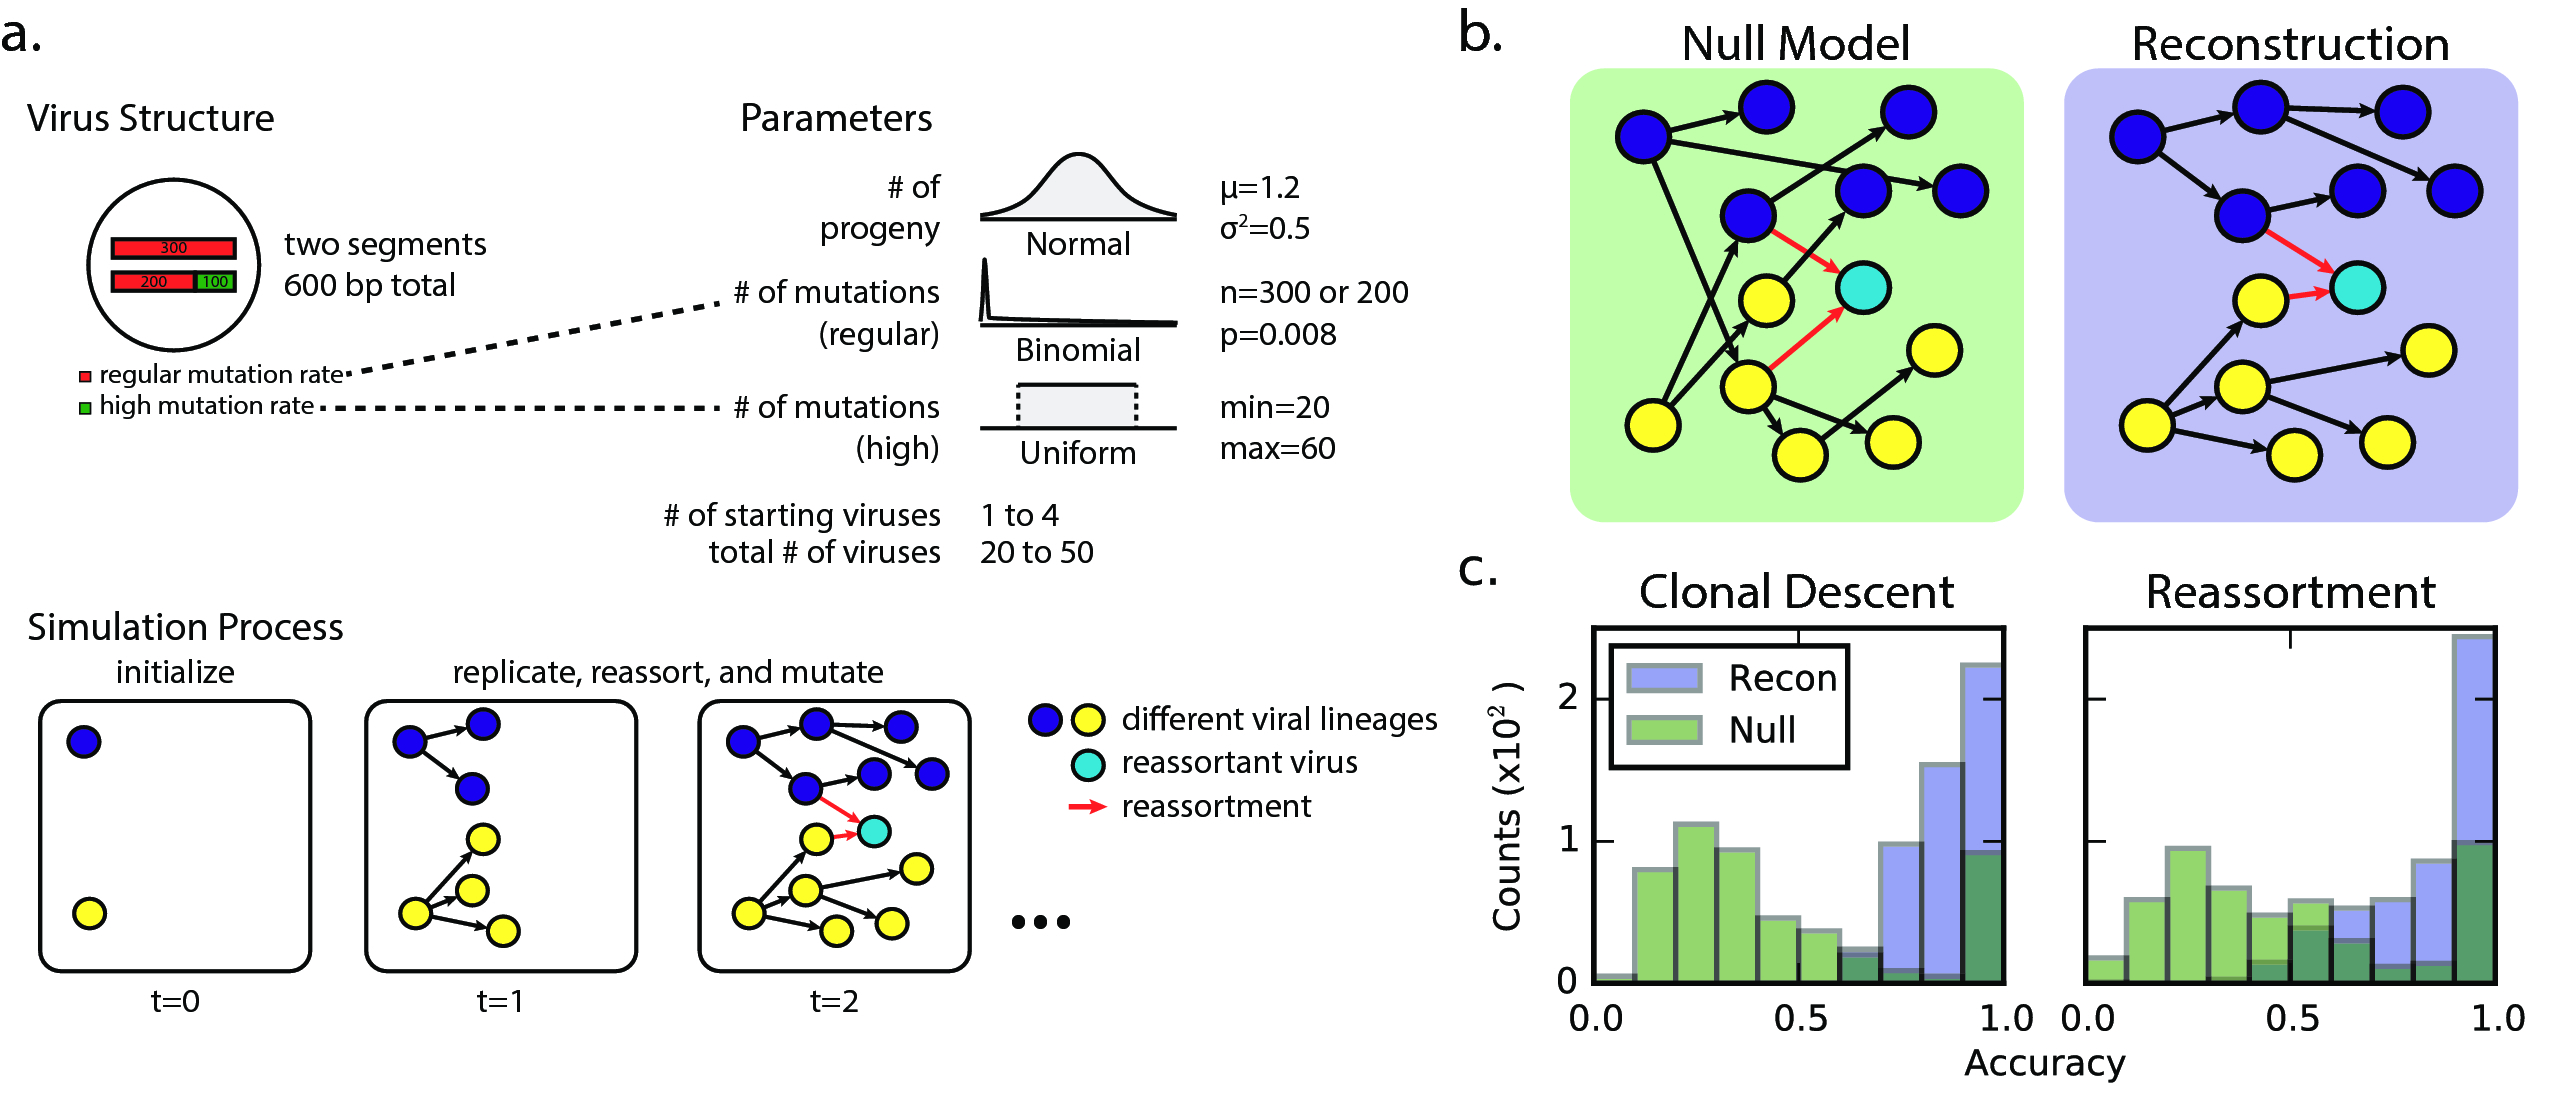 a.
Virus Structure
300
200 100
two segments
600 bp total
regular mutation rate
high mutation rate
Parameters
# of
progeny
Normal
μ=1.2
σ²=0.5
# of mutations
(regular)
Binomial
n=300 or 200
p=0.008
# of mutations
(high)
Uniform
min=20
max=60
# of starting viruses 1 to 4
total # of viruses 20 to 50
Simulation Process
initialize
replicate, reassort, and mutate
t=0
t=1
t=2
•••
different viral lineages
reassortant virus
reassortment
b.
Null Model
Reconstruction
c.
Clonal Descent
Reassortment
Recon
Null
Counts (x10²)
2
1
0
0.0 0.5 1.0
0.0 0.5 1.0
Accuracy